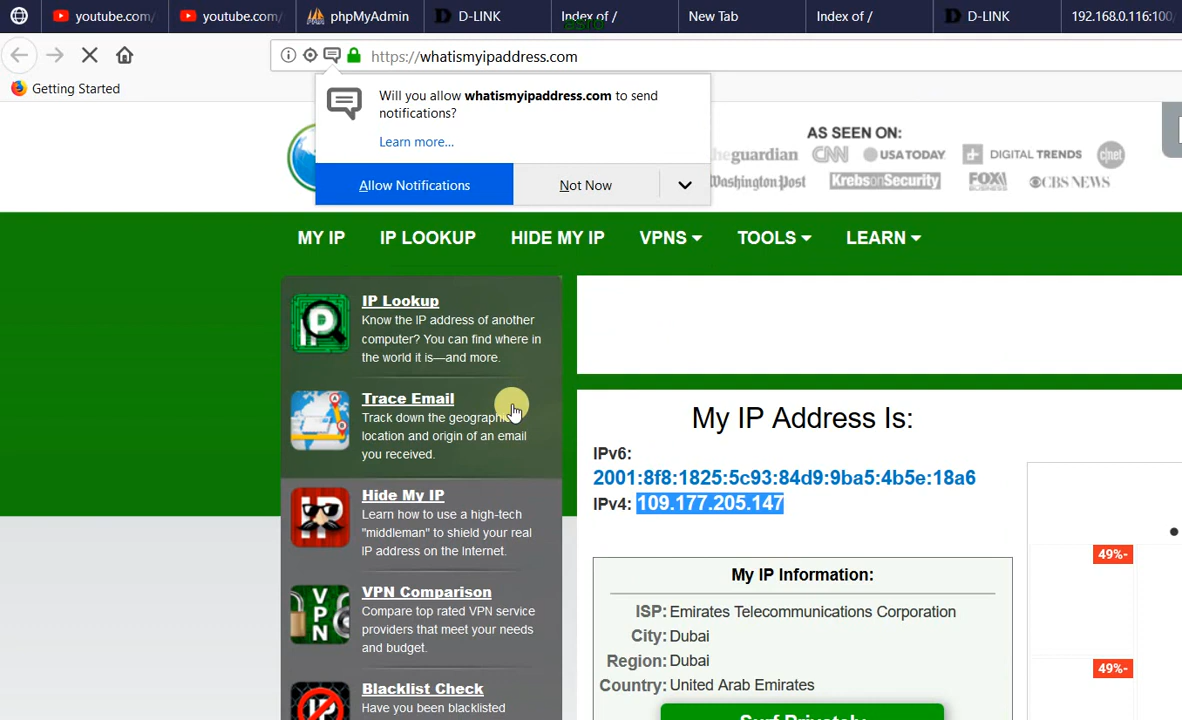 youtube.com/
youtube.com/
phpMyAdmin
D-LINK
Index of /
New Tab
Index of /
D-LINK
192.168.0.116:100
https://whatismyipaddress.com
Getting Started
Will you allow whatismyipaddress.com to send
notifications?
Learn more...
Allow Notifications
Not Now
AS SEEN ON:
theguardian CNN USA TODAY DIGITAL TRENDS cnet
Washington Post KrebsonSecurity FOX BUSINESS CBS NEWS
MY IP
IP LOOKUP
HIDE MY IP
VPNS
TOOLS
LEARN
IP Lookup
Know the IP address of another
computer? You can find where in
the world it is—and more.
Trace Email
Track down the geographic
location and origin of an email
you received.
Hide My IP
Learn how to use a high-tech
"middleman" to shield your real
IP address on the Internet.
VPN
VPN Comparison
Compare top rated VPN service
providers that meet your needs
and budget.
Blacklist Check
Have you been blacklisted
My IP Address Is:
IPv6:
2001:8f8:1825:5c93:84d9:9ba5:4b5e:18a6
IPv4: 109.177.205.147
My IP Information:
ISP: Emirates Telecommunications Corporation
City: Dubai
Region: Dubai
Country: United Arab Emirates
Surf Privately
49%-
49%-